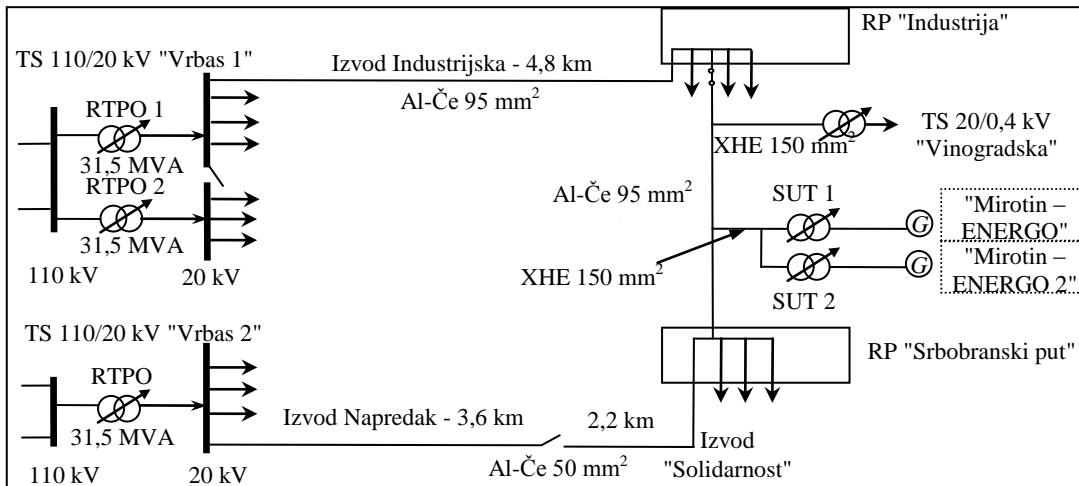 RP "Industrija"
TS 110/20 kV "Vrbas 1"
Izvod Industrijska - 4,8 km
Al-Če 95 mm²
RTPO 1
31,5 MVA
RTPO 2
31,5 MVA
110 kV
20 kV
XHE 150 mm²
TS 20/0,4 kV
"Vinogradska"
Al-Če 95 mm²
SUT 1
G
"Mirotin –
ENERGO"
XHE 150 mm²
SUT 2
G
"Mirotin –
ENERGO 2"
TS 110/20 kV "Vrbas 2"
RP "Srbobranski put"
RTPO
31,5 MVA
Izvod Napredak - 3,6 km
2,2 km
Al-Če 50 mm²
Izvod
"Solidarnost"
110 kV
20 kV